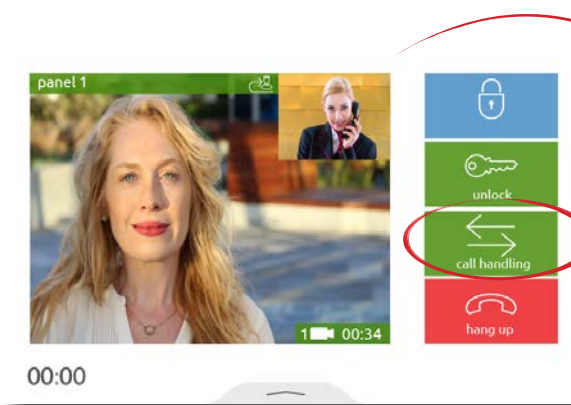 panel 1
unlock
call handling
1 00:34
hang up
00:00